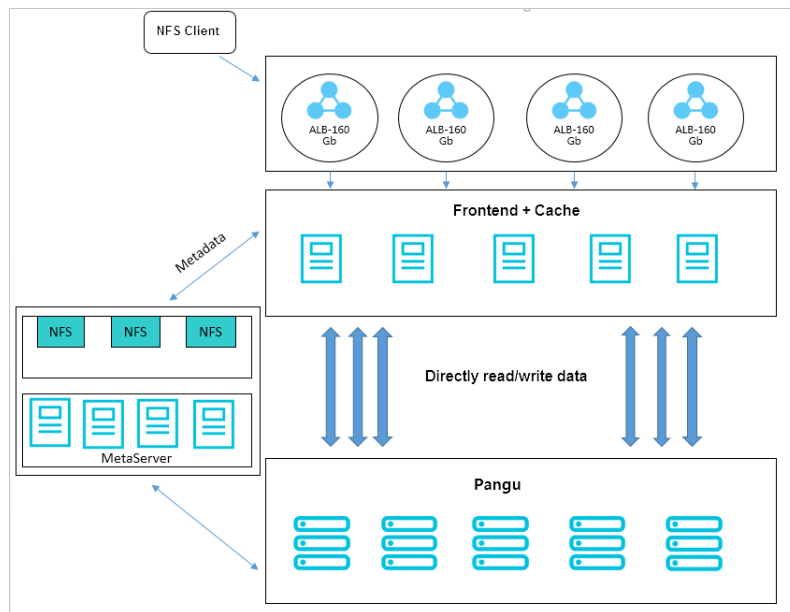 NFS Client
ALB-160
Gb
ALB-160
Gb
ALB-160
Gb
ALB-160
Gb
Frontend + Cache
Metadata
NFS
NFS
NFS
Directly read/write data
MetaServer
Pangu